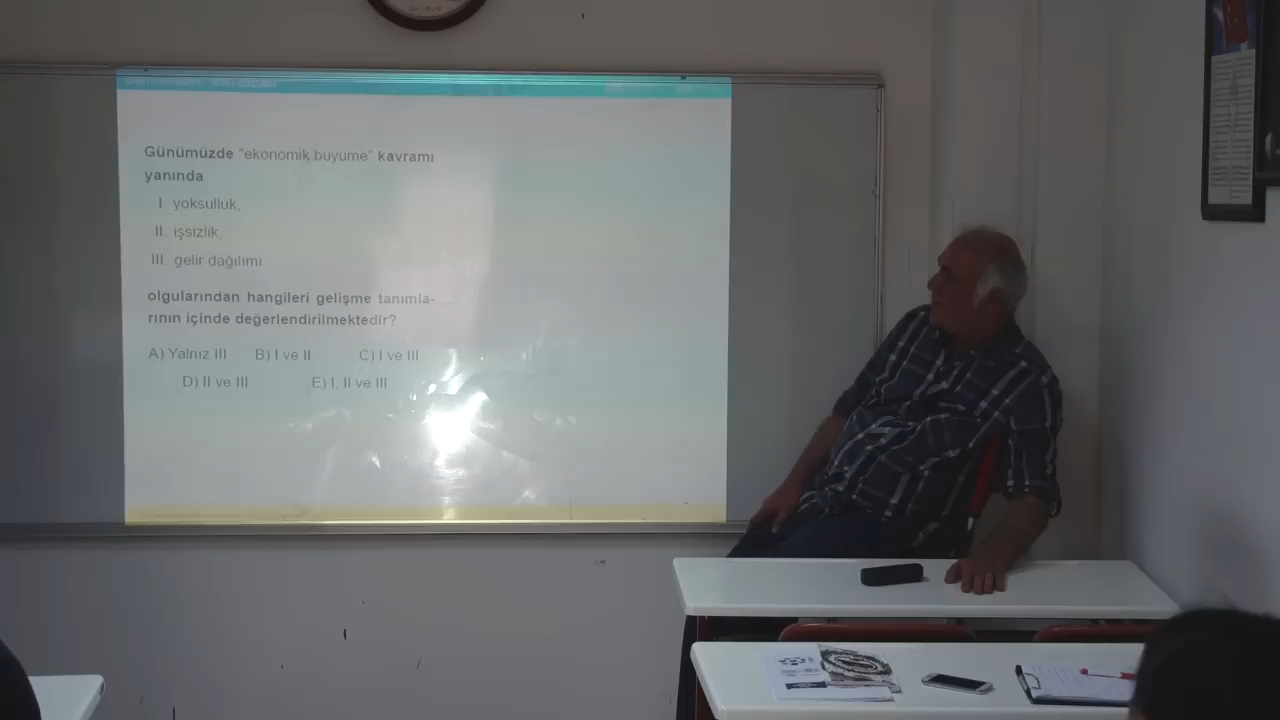 Günümüzde "ekonomik büyüme" kavramı
yanında
I. yoksulluk,
II. işsizlik,
III. gelir dağılımı
olgularından hangileri gelişme tanımla-
rının içinde değerlendirilmektedir?
A) Yalnız III B) I ve II C) I ve III
D) II ve III E) I, II ve III